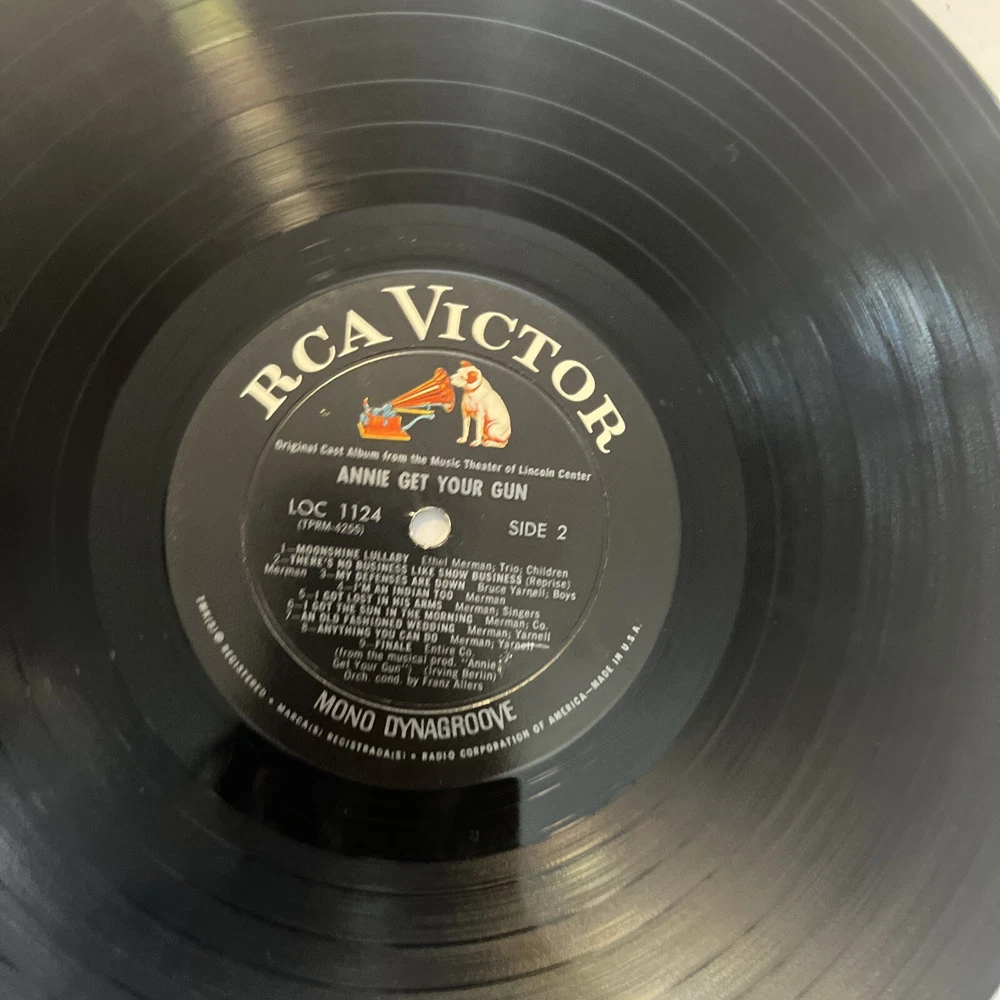 RCA VICTOR
Original Cast Album from the Music Theater of Lincoln Center
ANNIE GET YOUR GUN
LOC 1124
(TPRM-4255)
SIDE 2
1—MOONSHINE LULLABY Ethel Merman; Trio; Children
2—THERE'S NO BUSINESS LIKE SHOW BUSINESS (Reprise)
Merman 3—MY DEFENSES ARE DOWN Bruce Yarnell; Boys
4—I'M AN INDIAN TOO Merman
5—I GOT LOST IN HIS ARMS Merman; Singers
6—I GOT THE SUN IN THE MORNING Merman; Co.
7—AN OLD FASHIONED WEDDING Merman; Yarnell
8—ANYTHING YOU CAN DO Merman; Yarnell
9—FINALE Entire Co.
(from the musical prod. "Annie
Get Your Gun") (Irving Berlin)
Orch. cond. by Franz Allers
MONO DYNAGROOVE
TMK(S) ® REGISTERED • MARCA(S) REGISTRADA(S) • RADIO CORPORATION OF AMERICA—MADE IN U.S.A.